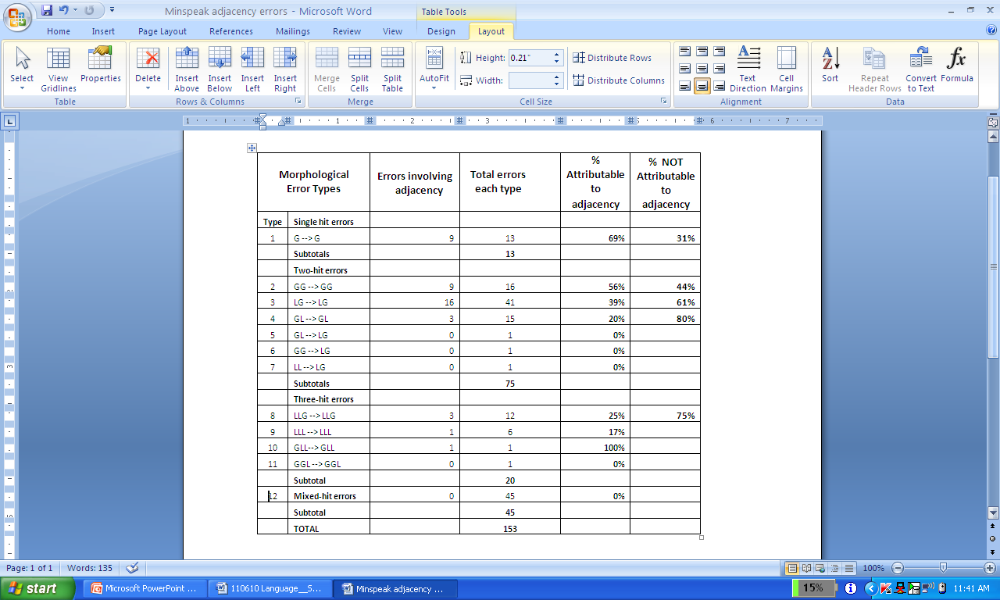 Minspeak adjacency errors - Microsoft Word
Table Tools
Home Insert Page Layout References Mailings Review View Design Layout
Select View Gridlines Properties
Table
Delete Insert Above Insert Below Insert Left Insert Right
Rows & Columns
Merge Cells Split Cells Split Table
Merge
AutoFit Height: 0.21" Distribute Rows
Width: Distribute Columns
Cell Size
Text Direction Cell Margins
Alignment
Sort Repeat Header Rows Convert to Text Formula
Data
1 1 2 3 5 6 7
Morphological Error Types Errors involving adjacency Total errors each type % Attributable to adjacency % NOT Attributable to adjacency
Type Single hit errors
1 G --> G 9 13 69% 31%
Subtotals 13
Two-hit errors
2 GG --> GG 9 16 56% 44%
3 LG --> LG 16 41 39% 61%
4 GL --> GL 3 15 20% 80%
5 GL --> LG 0 1 0%
6 GG --> LG 0 1 0%
7 LL --> LG 0 1 0%
Subtotals 75
Three-hit errors
8 LLG --> LLG 3 12 25% 75%
9 LLL --> LLL 1 6 17%
10 GLL--> GLL 1 1 100%
11 GGL --> GGL 0 1 0%
Subtotal 20
12 Mixed-hit errors 0 45 0%
Subtotal 45
TOTAL 153
Page: 1 of 1 Words: 135 100%
start Microsoft PowerPoint ... 110610 Language__S... Minspeak adjacency ... 15% 11:41 AM